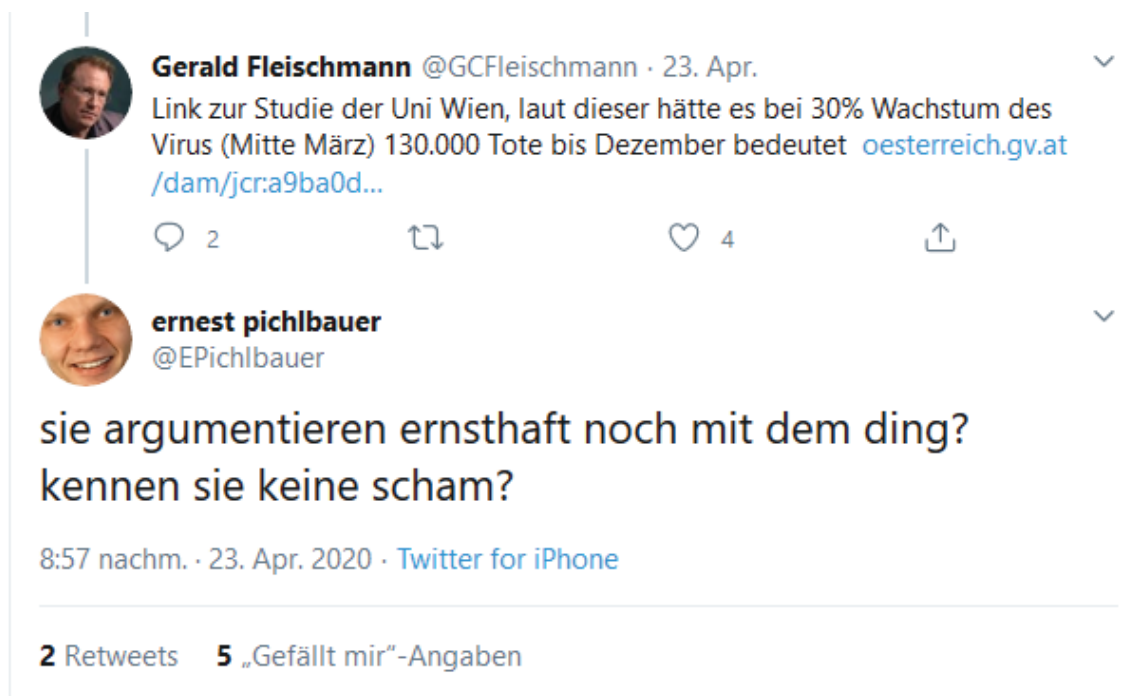 Gerald Fleischmann @GCFleischmann · 23. Apr.
Link zur Studie der Uni Wien, laut dieser hätte es bei 30% Wachstum des
Virus (Mitte März) 130.000 Tote bis Dezember bedeutet oesterreich.gv.at
/dam/jcr:a9ba0d...
2 4
ernest pichlbauer
@EPichlbauer
sie argumentieren ernsthaft noch mit dem ding?
kennen sie keine scham?
8:57 nachm. · 23. Apr. 2020 · Twitter for iPhone
2 Retweets 5 „Gefällt mir“-Angaben